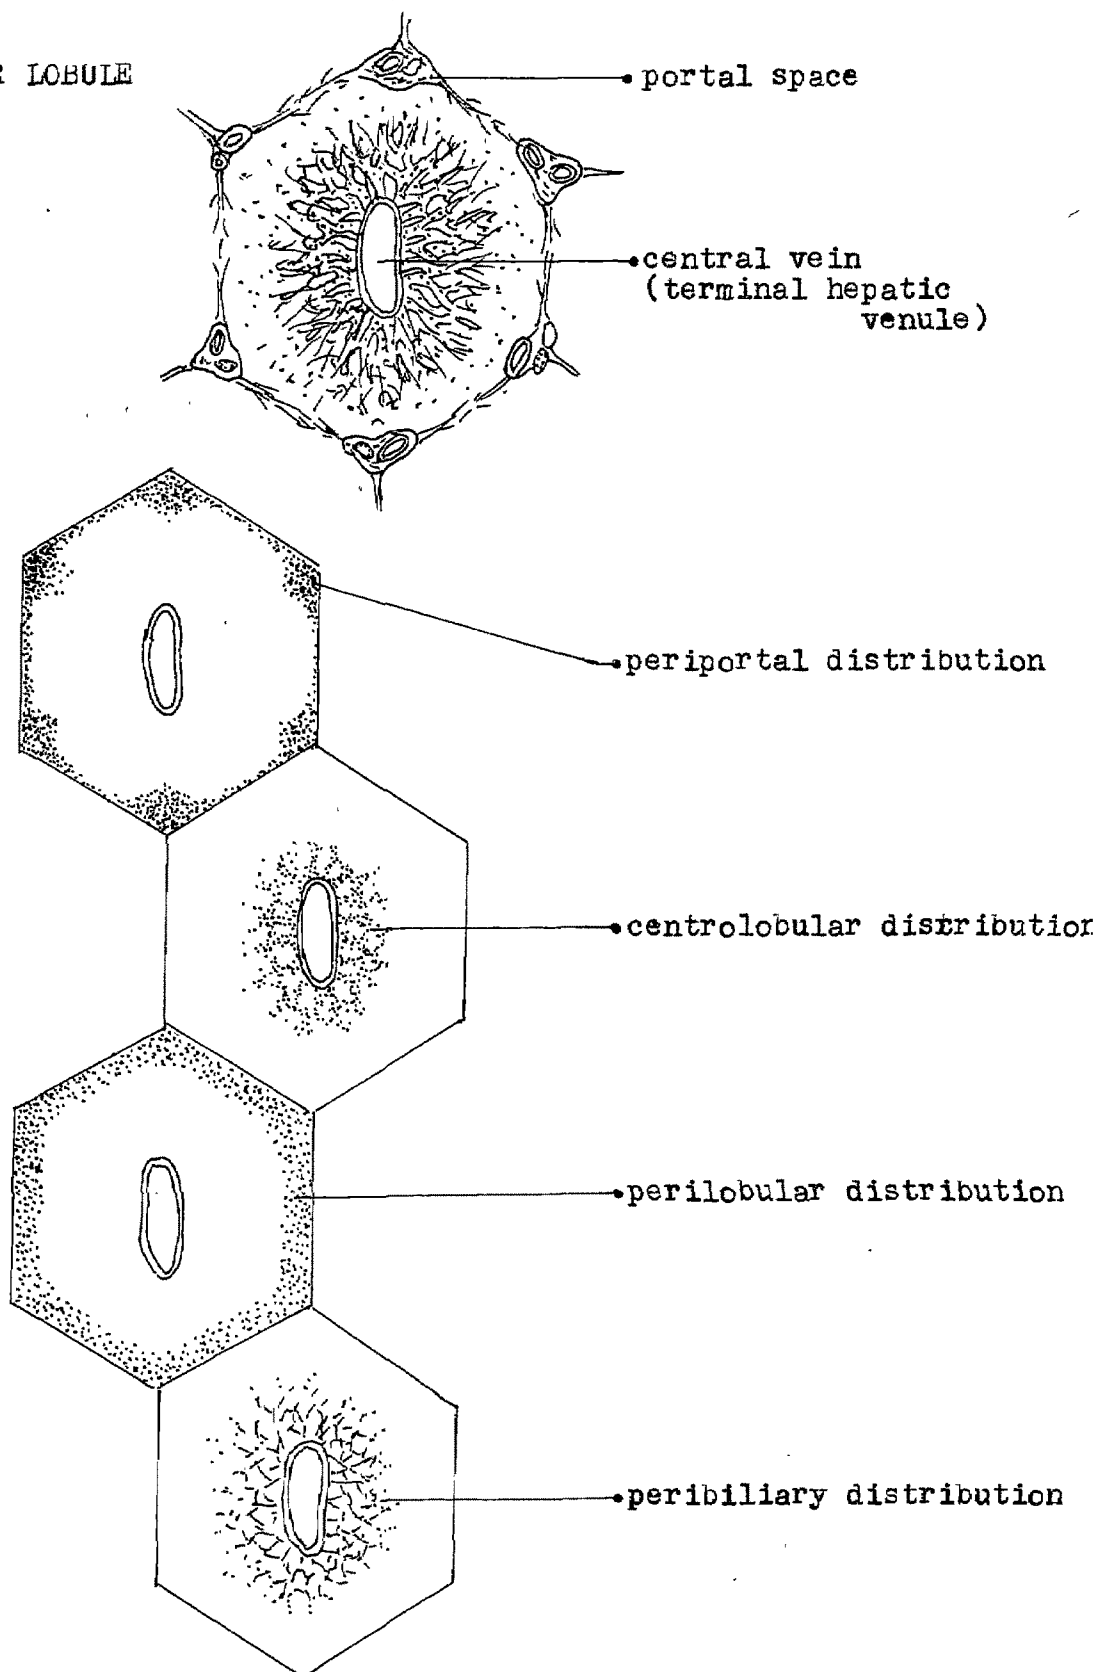 LOBULE
portal space
central vein
(terminal hepatic
venule)
periportal distribution
centrolobular distribution
perilobular distribution
peribiliary distribution